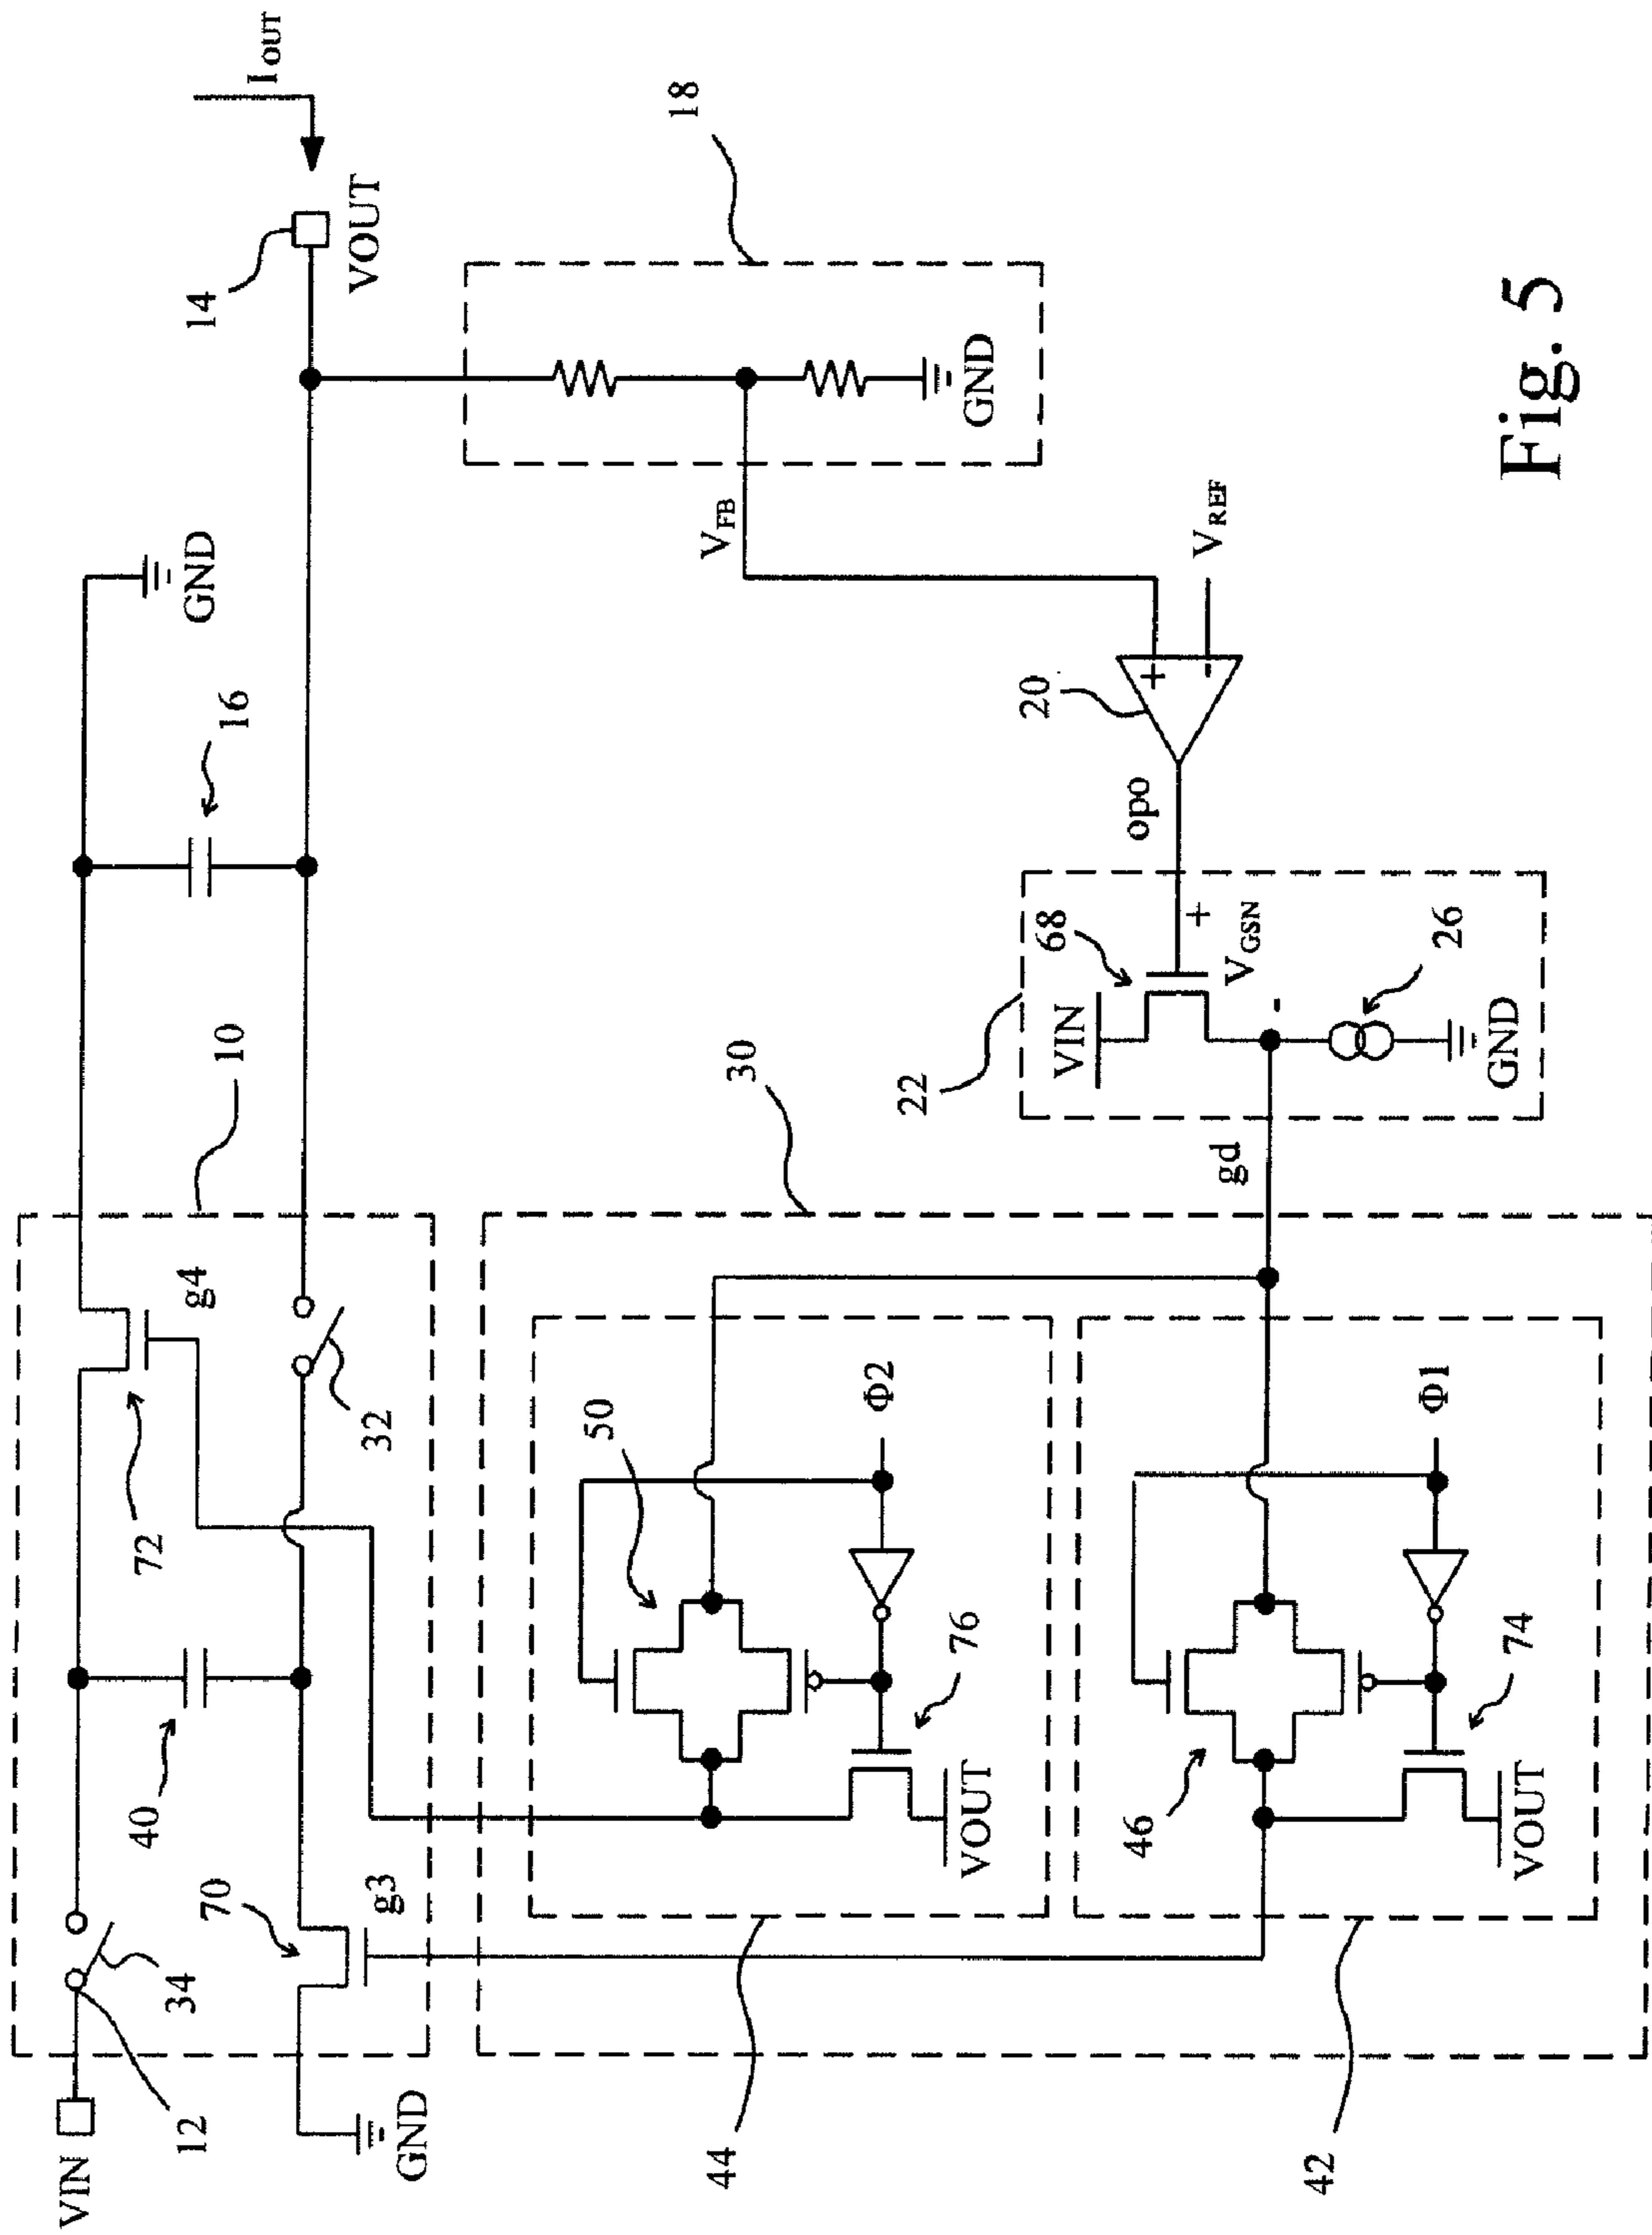 VIN
12
34
40
72
g4
10
16
GND
14
VOUT
IOUT
GND
70
g3
32
30
18
VFB
GND
44
50
Φ2
76
VOUT
gd
22
VIN
68
+
VGSN
-
26
GND
opo
20
+
-
VREF
42
46
Φ1
74
VOUT
Fig. 5